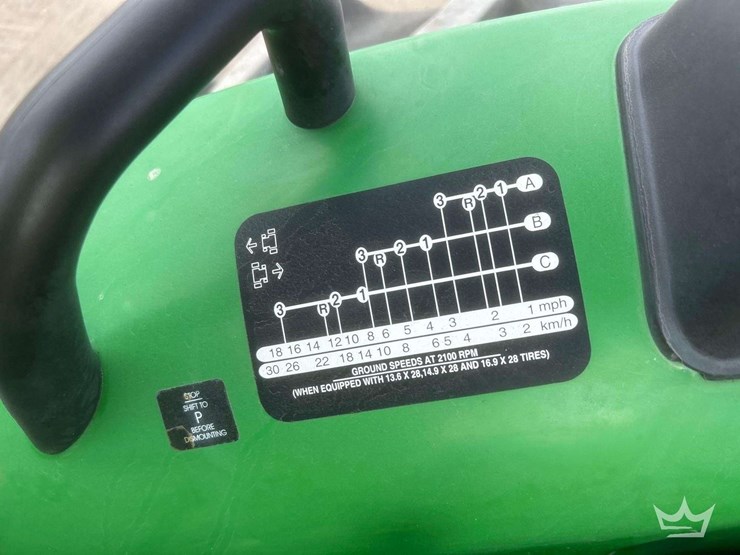 3 R 2 1 A
3 R 2 1 B
3 R 2 1 C
18 16 14 12 10 8 6 5 4 3 2 1 mph
30 26 22 18 14 10 8 6 5 4 3 2 km/h
GROUND SPEEDS AT 2100 RPM
(WHEN EQUIPPED WITH 13.6 X 28,14.9 X 28 AND 16.9 X 28 TIRES)
STOP
SHIFT TO
P
BEFORE
DISMOUNTING